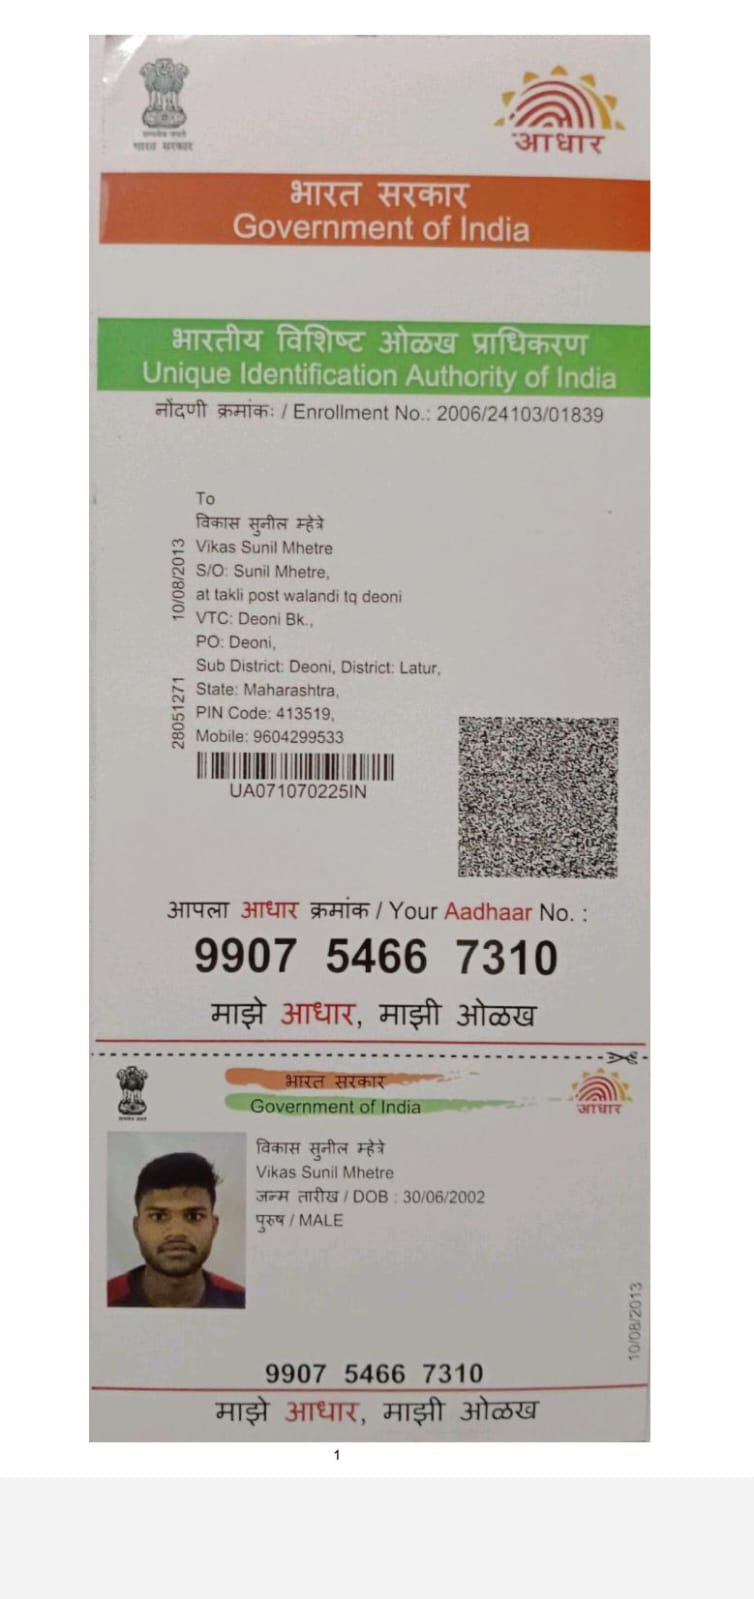 भारत सरकार
आधार
भारत सरकार
Government of India
भारतीय विशिष्ट ओळख प्राधिकरण
Unique Identification Authority of India
नोंदणी क्रमांकः / Enrollment No.: 2006/24103/01839
To
विकास सुनील म्हेत्रे
Vikas Sunil Mhetre
S/O: Sunil Mhetre,
at takli post walandi tq deoni
VTC: Deoni Bk.,
PO: Deoni,
Sub District: Deoni, District: Latur,
State: Maharashtra,
PIN Code: 413519,
Mobile: 9604299533
10/08/2013
28051271
UA071070225IN
आपला आधार क्रमांक / Your Aadhaar No. :
9907 5466 7310
माझे आधार, माझी ओळख
भारत सरकार
Government of India
आधार
विकास सुनील म्हेत्रे
Vikas Sunil Mhetre
जन्म तारीख / DOB : 30/06/2002
पुरुष / MALE
10/08/2013
9907 5466 7310
माझे आधार, माझी ओळख
1